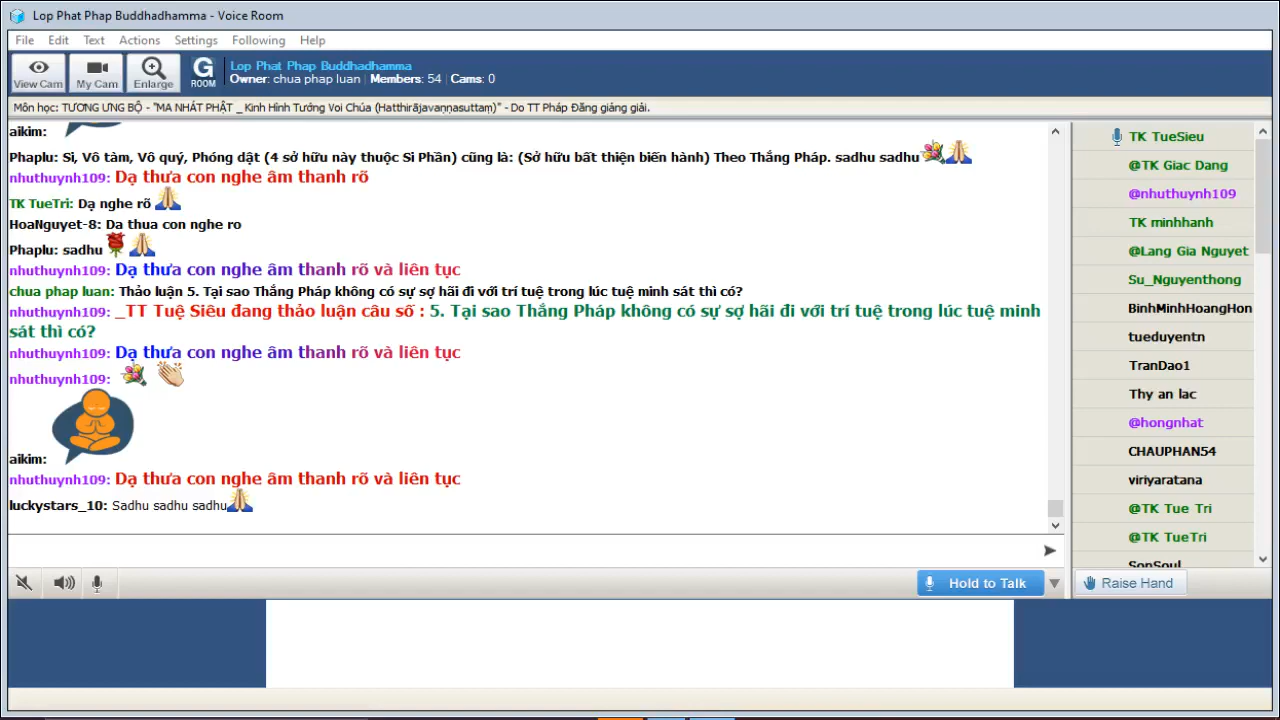 Lop Phat Phap Buddhadhamma - Voice Room
File Edit Text Actions Settings Following Help
View Cam My Cam Enlarge G ROOM
Lop Phat Phap Buddhadhamma
Owner: chua phap luan | Members: 54 | Cams: 0
Môn học: TƯƠNG ƯNG BỘ - "MA NHÁT PHẬT _ Kinh Hình Tướng Voi Chúa (Hatthirājavaṇṇasuttaṃ)" - Do TT Pháp Đăng giảng giải.
aikim:
Phaplu: Si, Vô tàm, Vô quý, Phóng dật (4 sở hữu này thuộc Si Phần) cũng là: (Sở hữu bất thiện biến hành) Theo Thắng Pháp. sadhu sadhu
nhuthuynh109: Dạ thưa con nghe âm thanh rõ
TK TueTri: Dạ nghe rõ
HoaNguyet-8: Da thua con nghe ro
Phaplu: sadhu
nhuthuynh109: Dạ thưa con nghe âm thanh rõ và liên tục
chua phap luan: Thảo luận 5. Tại sao Thắng Pháp không có sự sợ hãi đi với trí tuệ trong lúc tuệ minh sát thì có?
nhuthuynh109: _TT Tuệ Siêu đang thảo luận câu số : 5. Tại sao Thắng Pháp không có sự sợ hãi đi với trí tuệ trong lúc tuệ minh
sát thì có?
nhuthuynh109: Dạ thưa con nghe âm thanh rõ và liên tục
nhuthuynh109:
aikim:
nhuthuynh109: Dạ thưa con nghe âm thanh rõ và liên tục
luckystars_10: Sadhu sadhu sadhu
Hold to Talk
TK TueSieu
@TK Giac Dang
@nhuthuynh109
TK minhhanh
@Lang Gia Nguyet
Su_Nguyenthong
BinhMinhHoangHon
tueduyentn
TranDao1
Thy an lac
@hongnhat
CHAUPHAN54
viriyaratana
@TK Tue Tri
@TK TueTri
SonSoul
Raise Hand